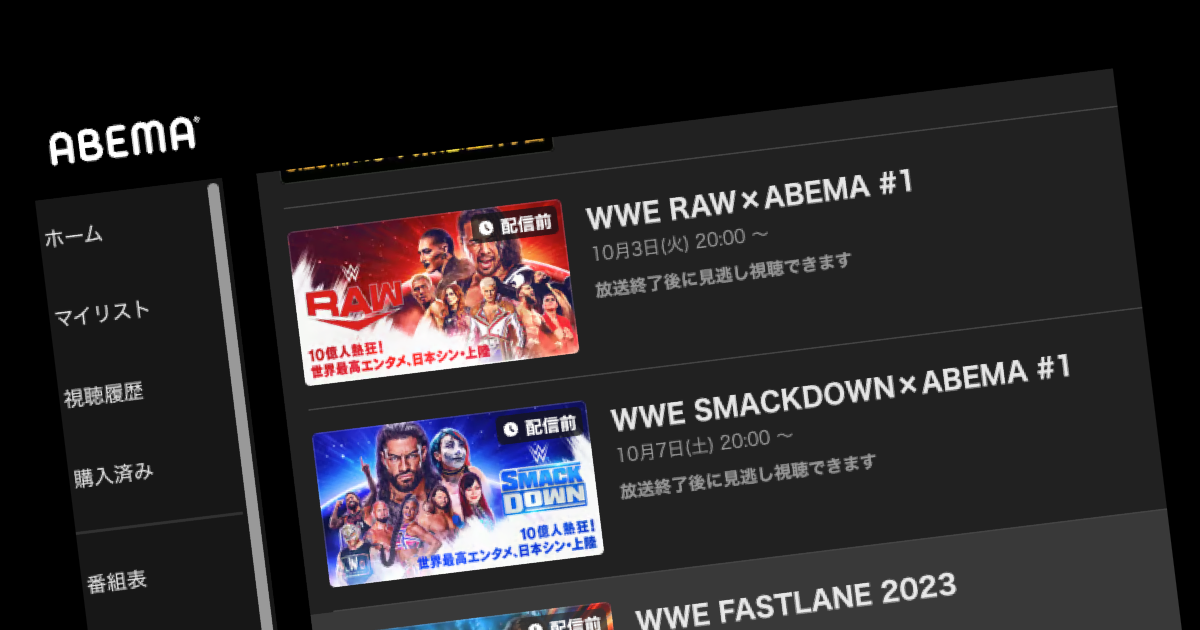 ABEMA
ホーム
マイリスト
視聴履歴
購入済み
番組表
配信前
W
RAW
10億人熱狂!
世界最高エンタメ、日本シン・上陸
WWE RAW×ABEMA #1
10月3日(火) 20:00 ～
放送終了後に見逃し視聴できます
配信前
W
SMACK
DOWN
10億人熱狂!
世界最高エンタメ、日本シン・上陸
WWE SMACKDOWN×ABEMA #1
10月7日(土) 20:00 ～
放送終了後に見逃し視聴できます
配信前
WWE FASTLANE 2023